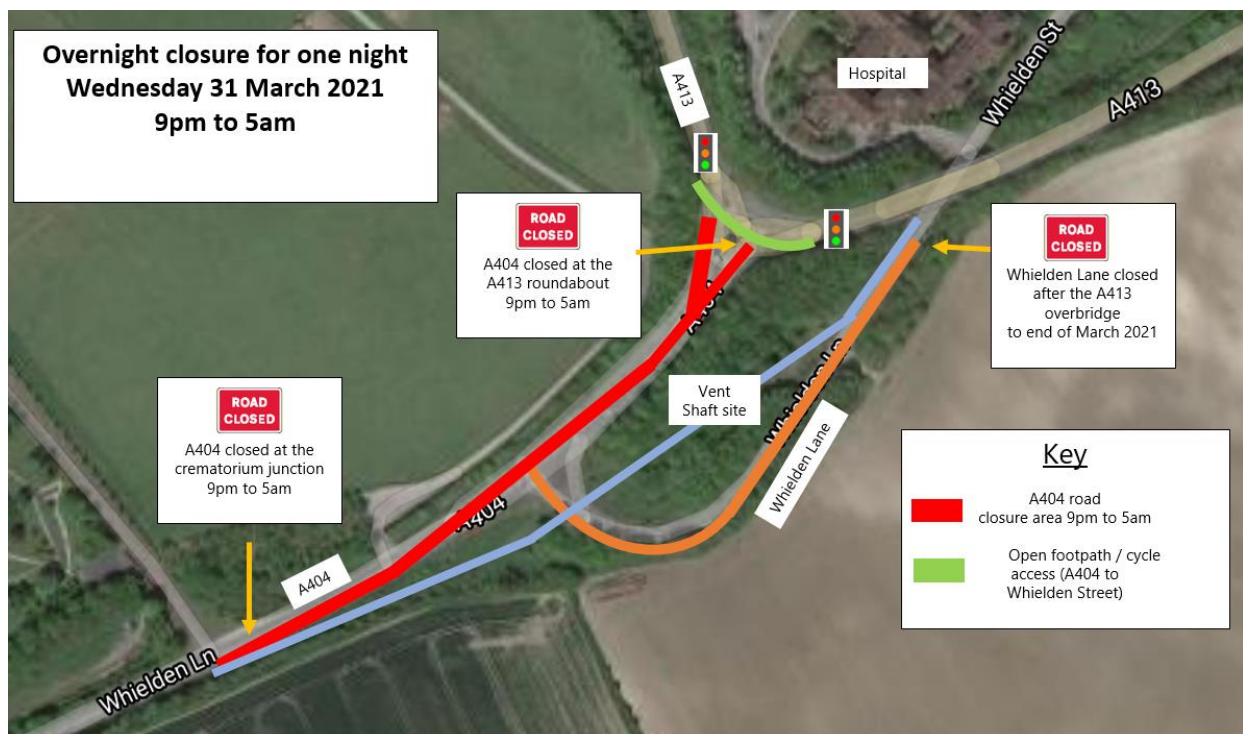 Overnight closure for one night
Wednesday 31 March 2021
9pm to 5am
A413
Hospital
Whielden St
A413
ROAD
CLOSED
A404 closed at the
A413 roundabout
9pm to 5am
ROAD
CLOSED
Whielden Lane closed
after the A413
overbridge
to end of March 2021
A404
Vent
Shaft site
Whielden Ln
Whielden Lane
ROAD
CLOSED
A404 closed at the
crematorium junction
9pm to 5am
A404
A404
Whielden Ln
Key
A404 road
closure area 9pm to 5am
Open footpath / cycle
access (A404 to
Whielden Street)